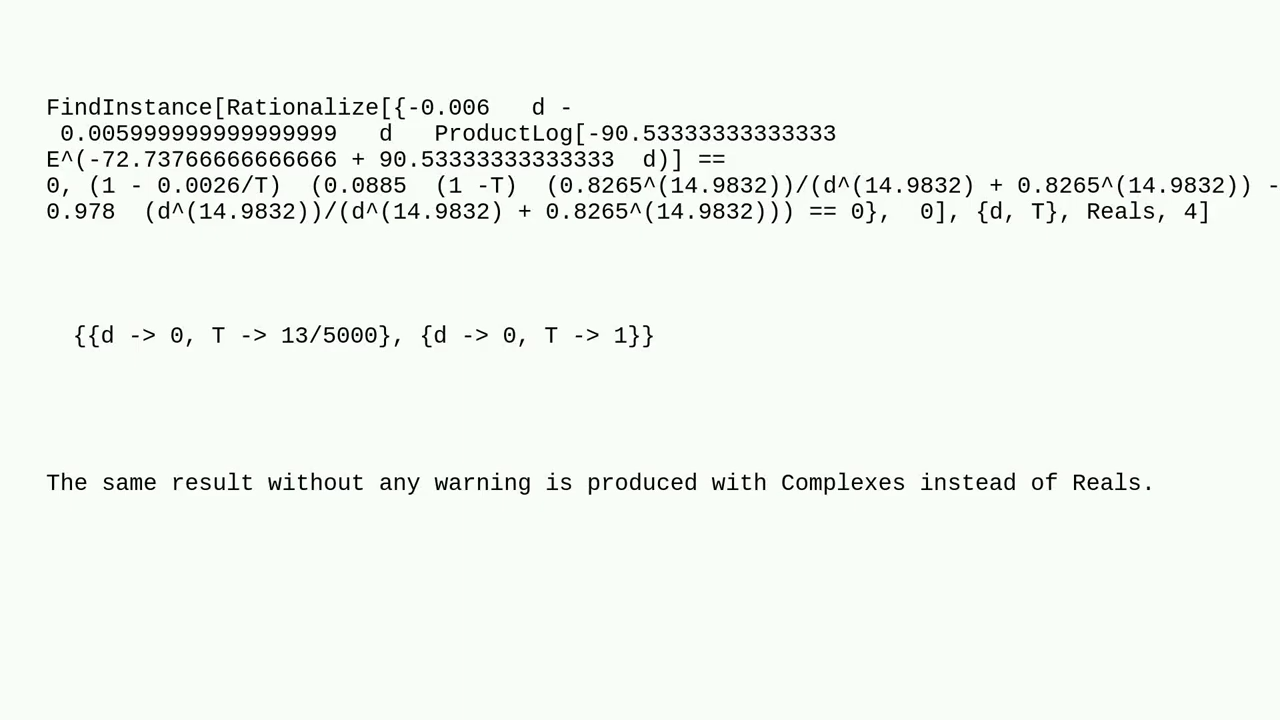 FindInstance[Rationalize[{-0.006   d -
 0.005999999999999999   d   ProductLog[-90.53333333333333
E^(-72.73766666666666 + 90.53333333333333  d)] ==
0, (1 - 0.0026/T)  (0.0885  (1 -T)  (0.8265^(14.9832))/(d^(14.9832) + 0.8265^(14.9832)) -
0.978  (d^(14.9832))/(d^(14.9832) + 0.8265^(14.9832))) == 0},  0], {d, T}, Reals, 4]
{{d -> 0, T -> 13/5000}, {d -> 0, T -> 1}}
The same result without any warning is produced with Complexes instead of Reals.